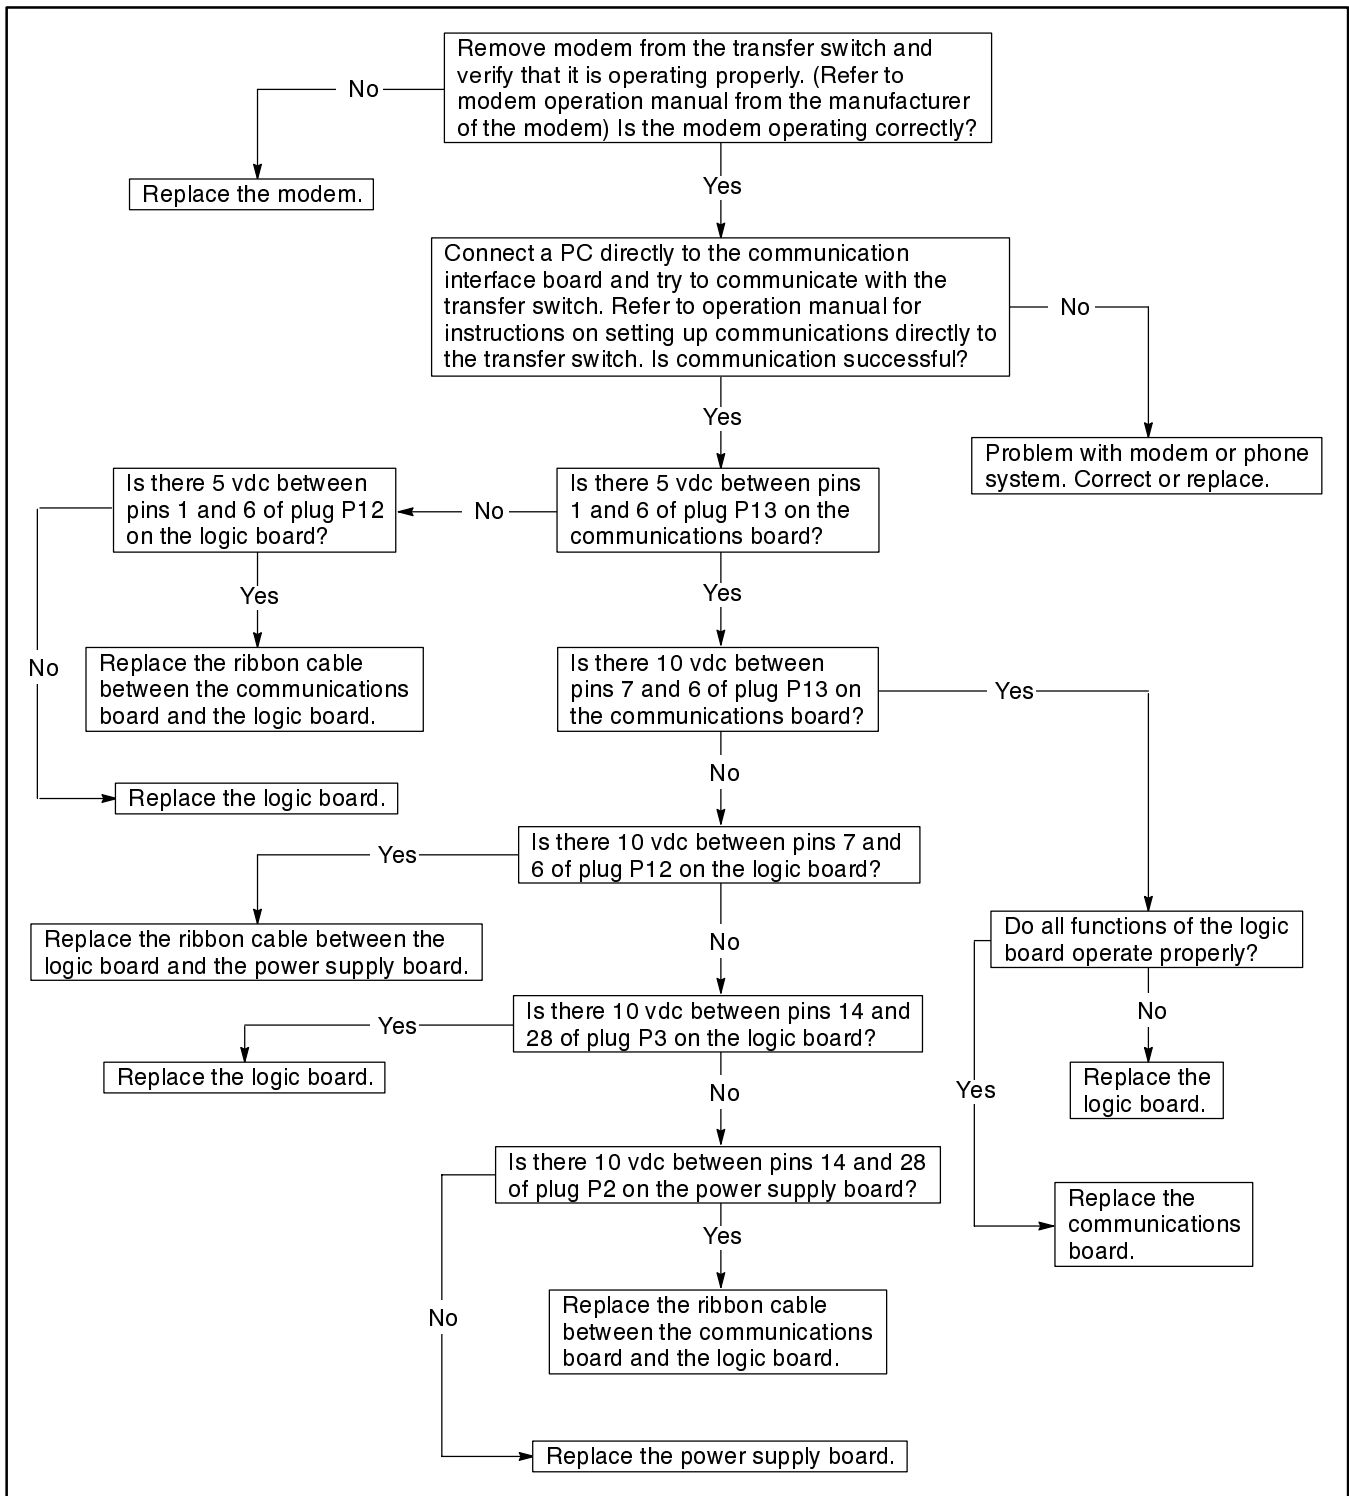 Remove modem from the transfer switch and
verify that it is operating properly. (Refer to
modem operation manual from the manufacturer
of the modem) Is the modem operating correctly?
No
Replace the modem.
Yes
Connect a PC directly to the communication
interface board and try to communicate with the
transfer switch. Refer to operation manual for
instructions on setting up communications directly to
the transfer switch. Is communication successful?
No
Problem with modem or phone
system. Correct or replace.
Yes
Is there 5 vdc between pins
1 and 6 of plug P13 on the
communications board?
No
Is there 5 vdc between
pins 1 and 6 of plug P12
on the logic board?
Yes
Replace the ribbon cable
between the communications
board and the logic board.
No
Replace the logic board.
Yes
Is there 10 vdc between
pins 7 and 6 of plug P13 on
the communications board?
Yes
Do all functions of the logic
board operate properly?
No
Replace the
logic board.
Yes
Replace the
communications
board.
No
Is there 10 vdc between pins 7 and
6 of plug P12 on the logic board?
Yes
Replace the ribbon cable between the
logic board and the power supply board.
No
Is there 10 vdc between pins 14 and
28 of plug P3 on the logic board?
Yes
Replace the logic board.
No
Is there 10 vdc between pins 14 and 28
of plug P2 on the power supply board?
Yes
Replace the ribbon cable
between the communications
board and the logic board.
No
Replace the power supply board.